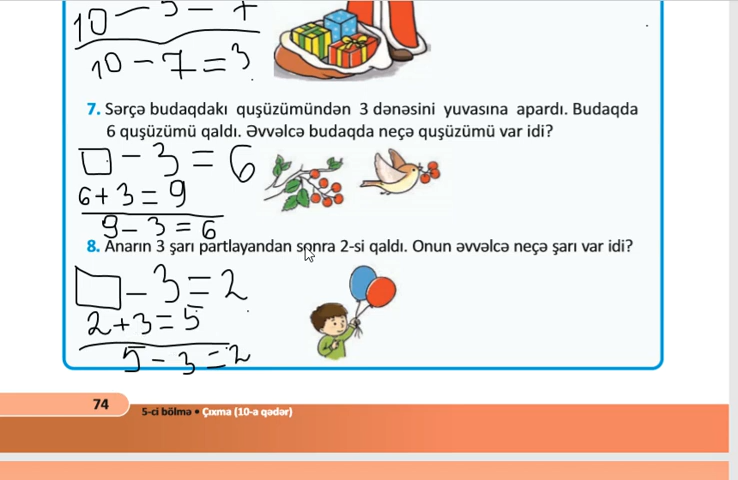 10 – 3 – 7
10 – 7 = 3
7. Sərçə budaqdakı quşüzümündən 3 dənəsini yuvasına apardı. Budaqda
6 quşüzümü qaldı. Əvvəlcə budaqda neçə quşüzümü var idi?
□ – 3 = 6
6 + 3 = 9
9 – 3 = 6
8. Anarın 3 şarı partlayandan sonra 2-si qaldı. Onun əvvəlcə neçə şarı var idi?
□ – 3 = 2
2 + 3 = 5
5 – 3 = 2
74
5-ci bölmə • Çıxma (10-a qədər)